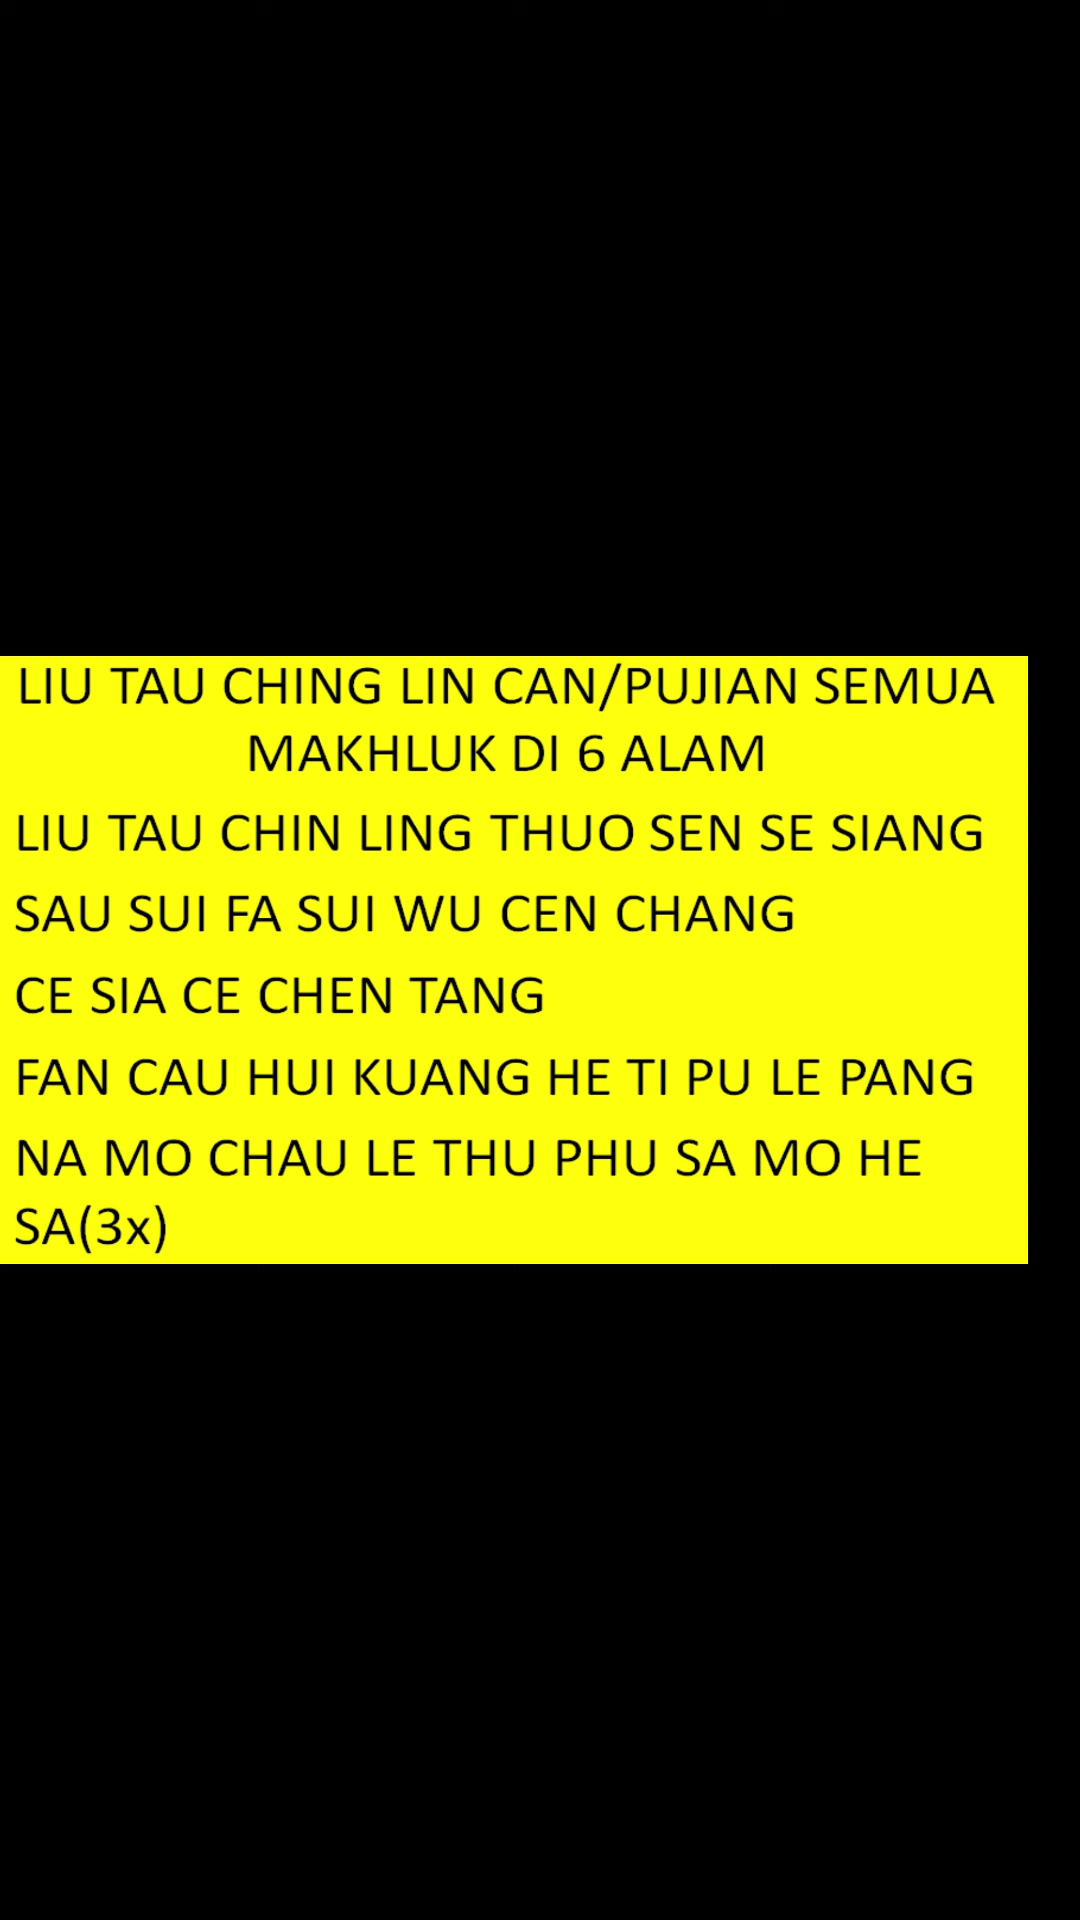 LIU TAU CHING LIN CAN/PUJIAN SEMUA
MAKHLUK DI 6 ALAM
LIU TAU CHIN LING THUO SEN SE SIANG
SAU SUI FA SUI WU CEN CHANG
CE SIA CE CHEN TANG
FAN CAU HUI KUANG HE TI PU LE PANG
NA MO CHAU LE THU PHU SA MO HE
SA(3x)